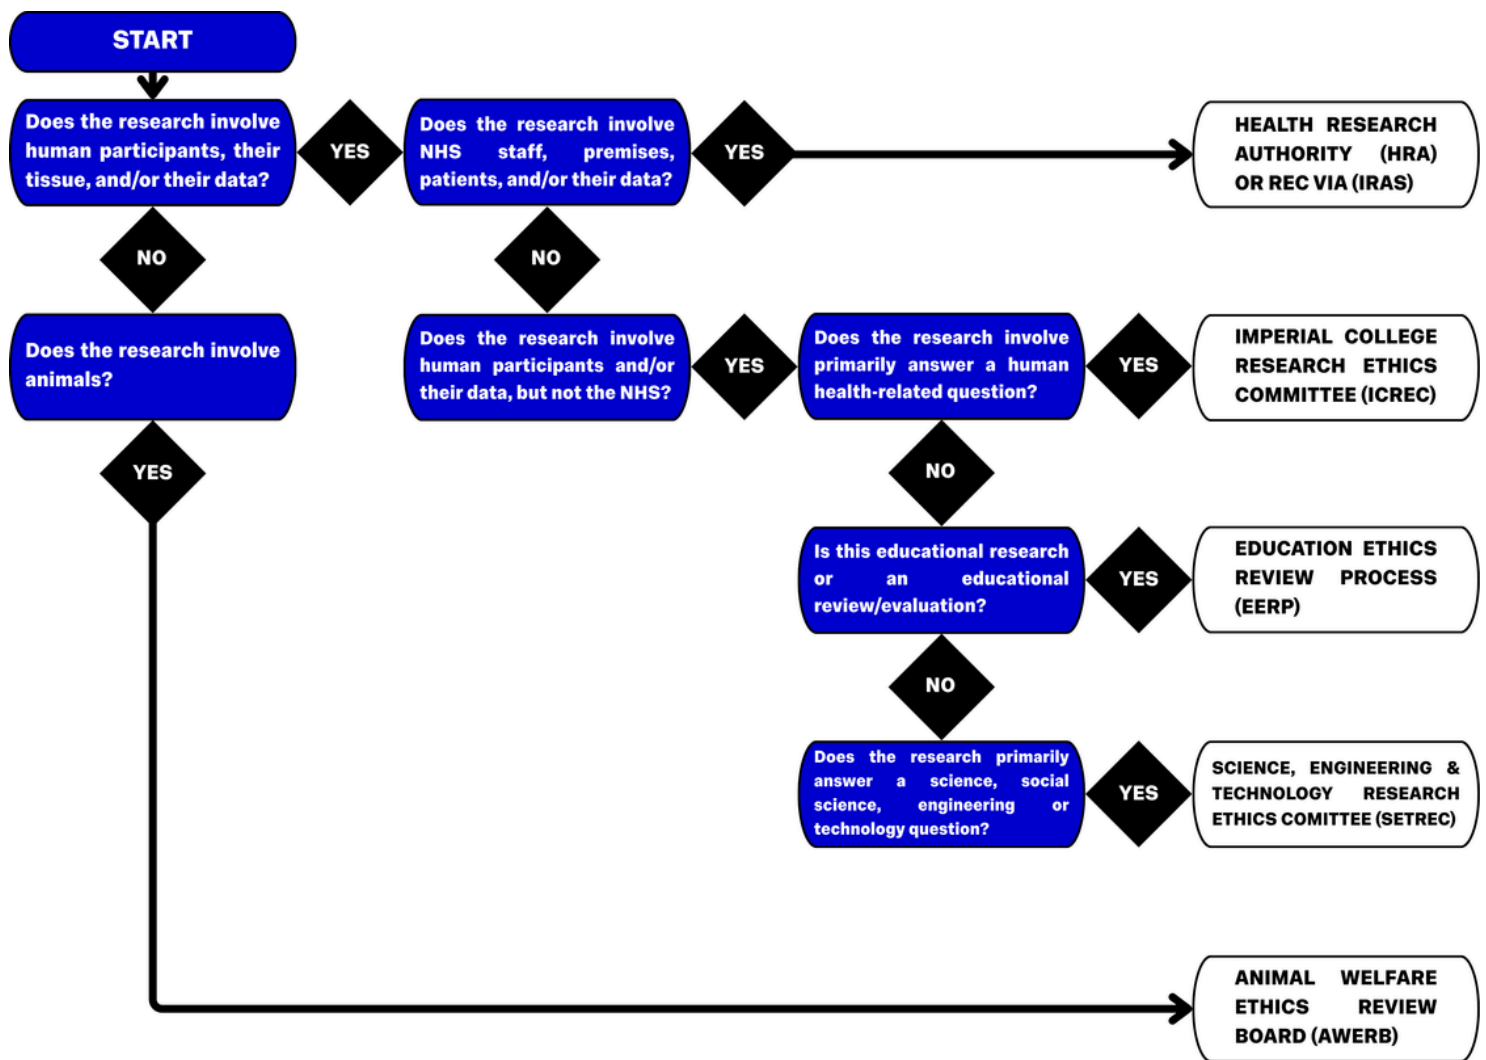 START
Does the research involve
human participants, their
tissue, and/or their data?
YES
Does the research involve
NHS staff, premises,
patients, and/or their data?
YES
HEALTH RESEARCH
AUTHORITY (HRA)
OR REC VIA (IRAS)
NO
NO
Does the research involve
animals?
Does the research involve
human participants and/or
their data, but not the NHS?
YES
Does the research involve
primarily answer a human
health-related question?
YES
IMPERIAL COLLEGE
RESEARCH ETHICS
COMMITTEE (ICREC)
YES
NO
Is this educational research
or an educational
review/evaluation?
YES
EDUCATION ETHICS
REVIEW PROCESS
(EERP)
NO
Does the research primarily
answer a science, social
science, engineering or
technology question?
YES
SCIENCE, ENGINEERING &
TECHNOLOGY RESEARCH
ETHICS COMITTEE (SETREC)
ANIMAL WELFARE
ETHICS REVIEW
BOARD (AWERB)